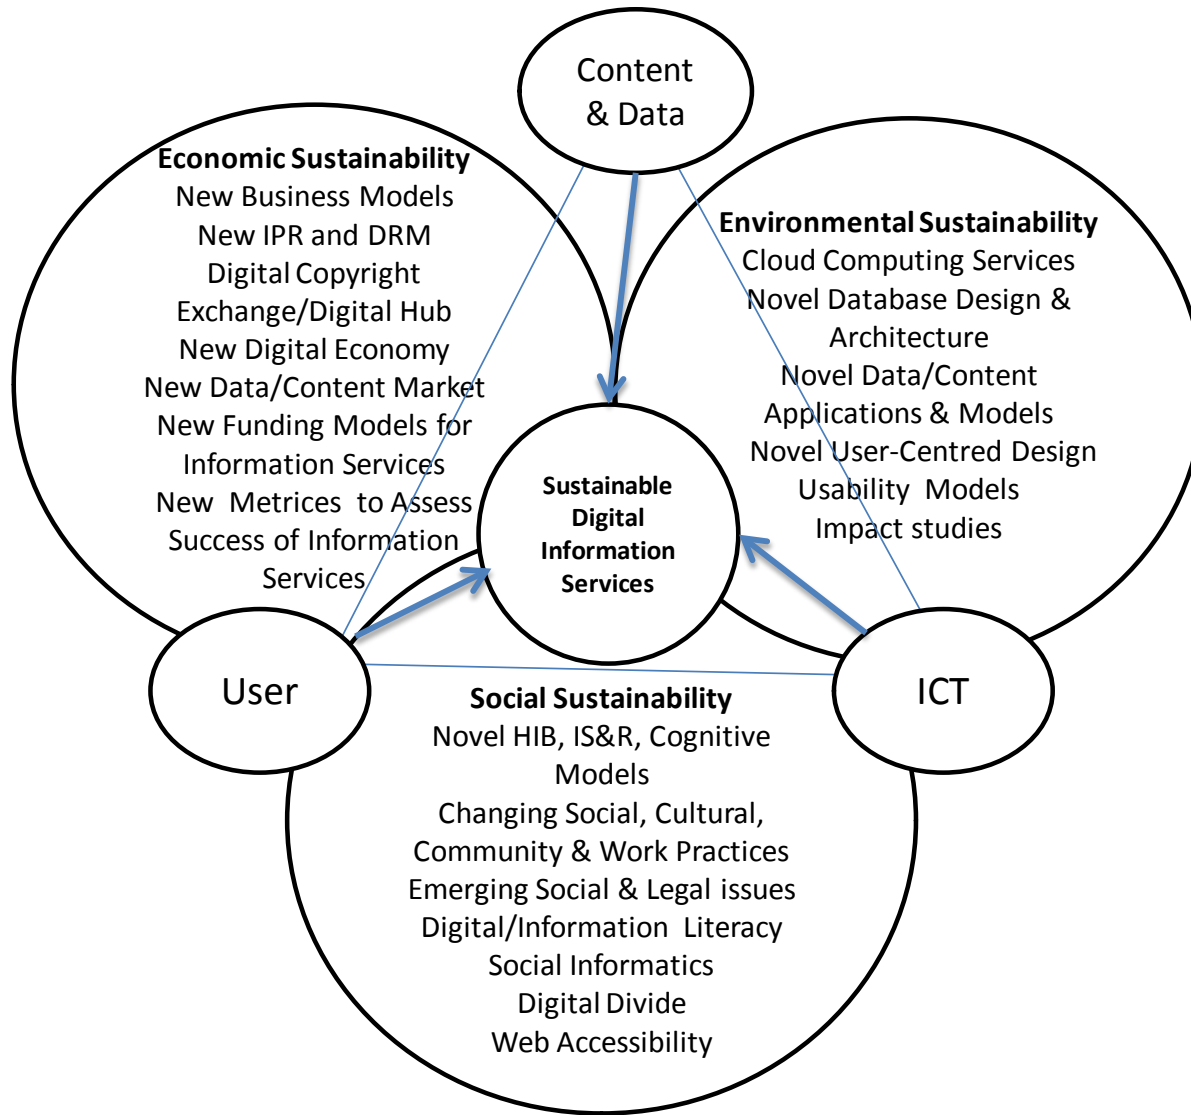 Content
& Data
Economic Sustainability
New Business Models
New IPR and DRM
Digital Copyright
Exchange/Digital Hub
New Digital Economy
New Data/Content Market
New Funding Models for
Information Services
New Metrices to Assess
Success of Information
Services
Environmental Sustainability
Cloud Computing Services
Novel Database Design &
Architecture
Novel Data/Content
Applications & Models
Novel User-Centred Design
Usability Models
Impact studies
Sustainable
Digital
Information
Services
User
ICT
Social Sustainability
Novel HIB, IS&R, Cognitive
Models
Changing Social, Cultural,
Community & Work Practices
Emerging Social & Legal issues
Digital/Information Literacy
Social Informatics
Digital Divide
Web Accessibility